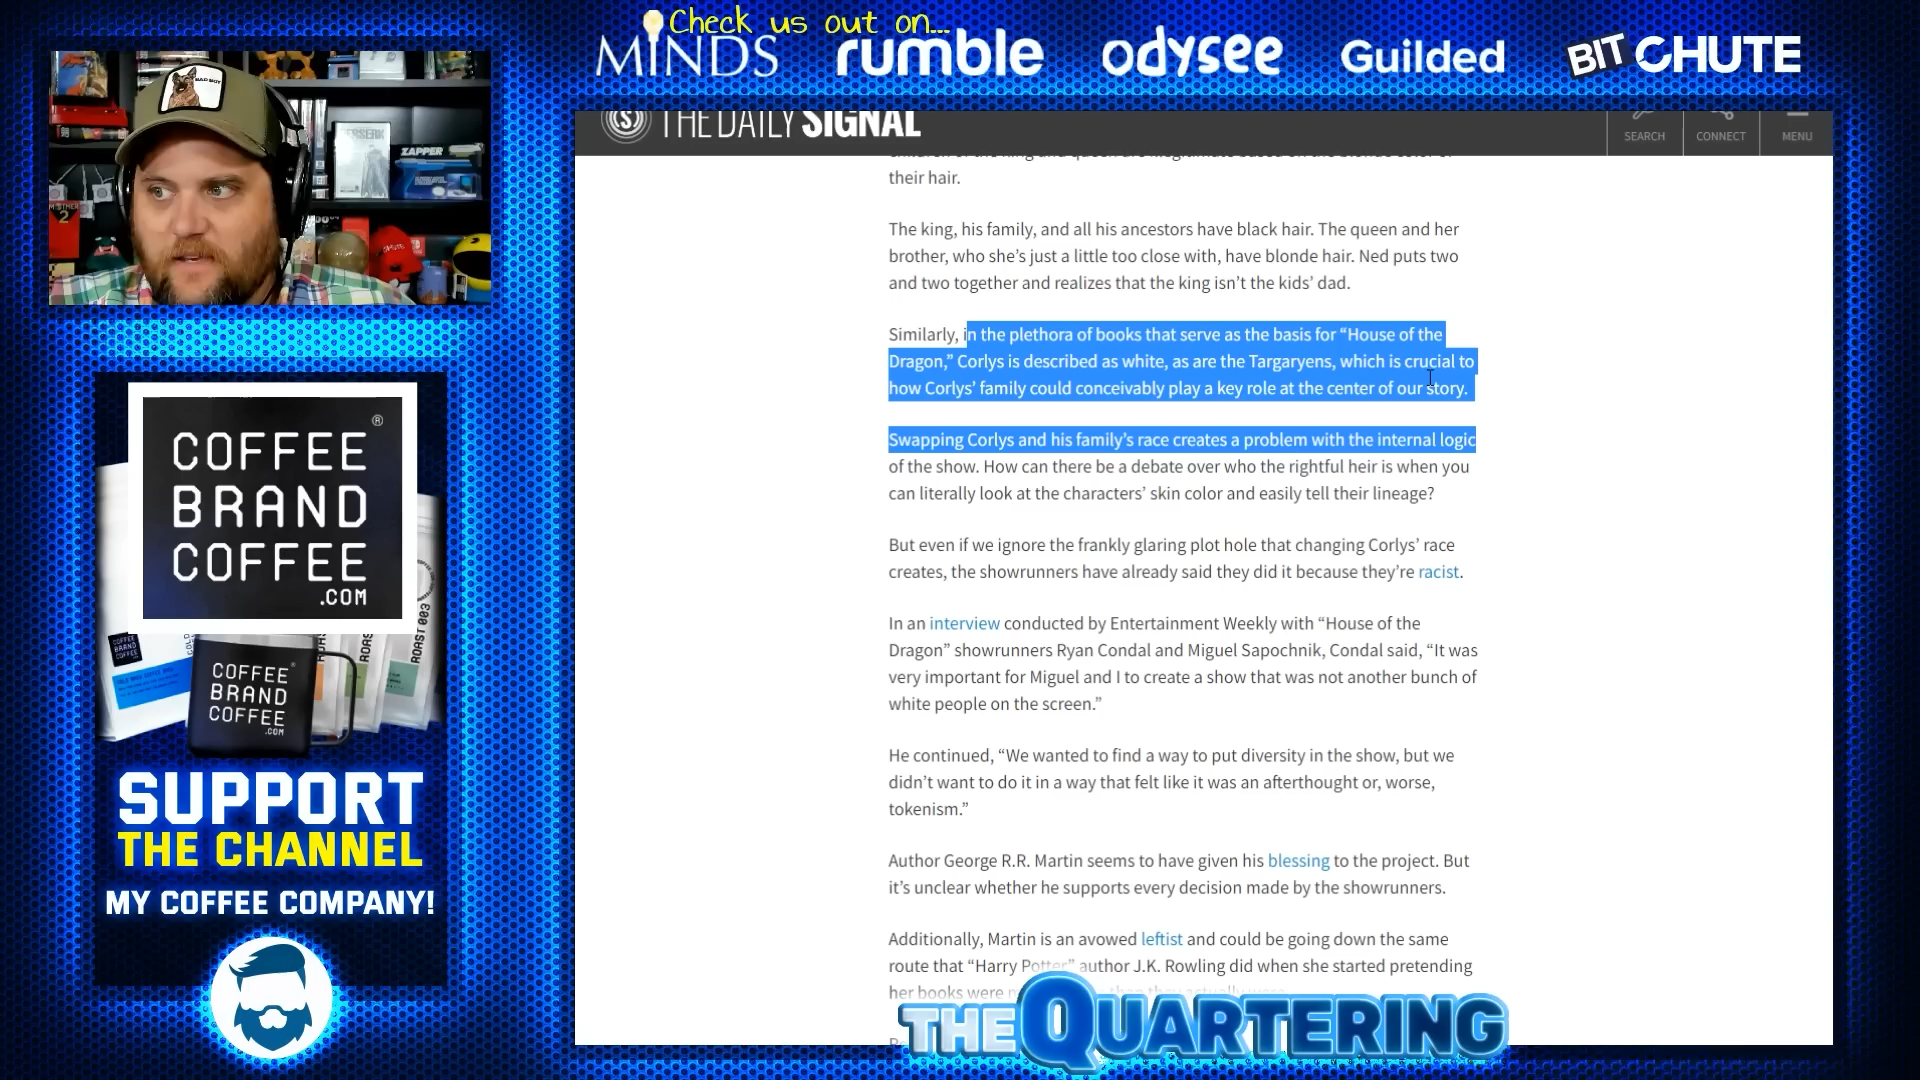 Check us out on...
MINDS
rumble
odysee
Guilded
BITCHUTE
BAD BOY
BERSERK
ZAPPER
2
THE DAILY SIGNAL
SEARCH
CONNECT
MENU
their hair.
The king, his family, and all his ancestors have black hair. The queen and her
brother, who she’s just a little too close with, have blonde hair. Ned puts two
and two together and realizes that the king isn’t the kids’ dad.
Similarly, in the plethora of books that serve as the basis for “House of the
Dragon,” Corlys is described as white, as are the Targaryens, which is crucial to
how Corlys’ family could conceivably play a key role at the center of our story.
Swapping Corlys and his family’s race creates a problem with the internal logic
of the show. How can there be a debate over who the rightful heir is when you
can literally look at the characters’ skin color and easily tell their lineage?
But even if we ignore the frankly glaring plot hole that changing Corlys’ race
creates, the showrunners have already said they did it because they’re racist.
In an interview conducted by Entertainment Weekly with “House of the
Dragon” showrunners Ryan Condal and Miguel Sapochnik, Condal said, “It was
very important for Miguel and I to create a show that was not another bunch of
white people on the screen.”
He continued, “We wanted to find a way to put diversity in the show, but we
didn’t want to do it in a way that felt like it was an afterthought or, worse,
tokenism.”
Author George R.R. Martin seems to have given his blessing to the project. But
it’s unclear whether he supports every decision made by the showrunners.
Additionally, Martin is an avowed leftist and could be going down the same
route that “Harry Potter” author J.K. Rowling did when she started pretending
her books were
COFFEE
BRAND
COFFEE
.COM
®
ROAST 003
COFFEE
BRAND
COFFEE
.COM
SUPPORT
THE CHANNEL
MY COFFEE COMPANY!
THE QUARTERING